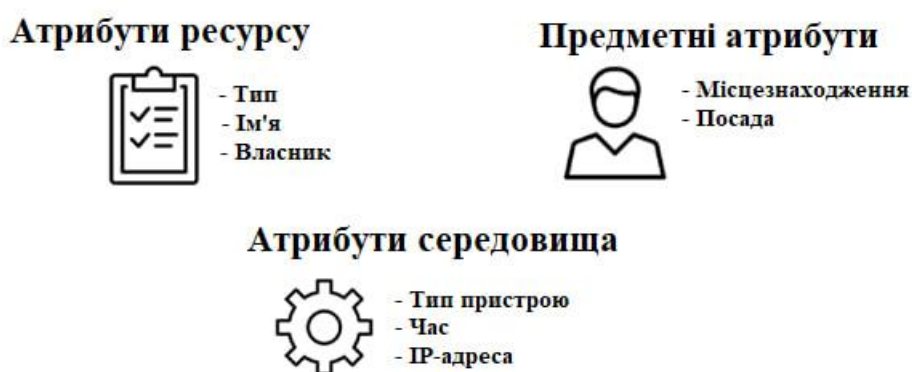 Атрибути ресурсу
- Тип
- Ім'я
- Власник
Предметні атрибути
- Місцезнаходження
- Посада
Атрибути середовища
- Тип пристрою
- Час
- IP-адреса